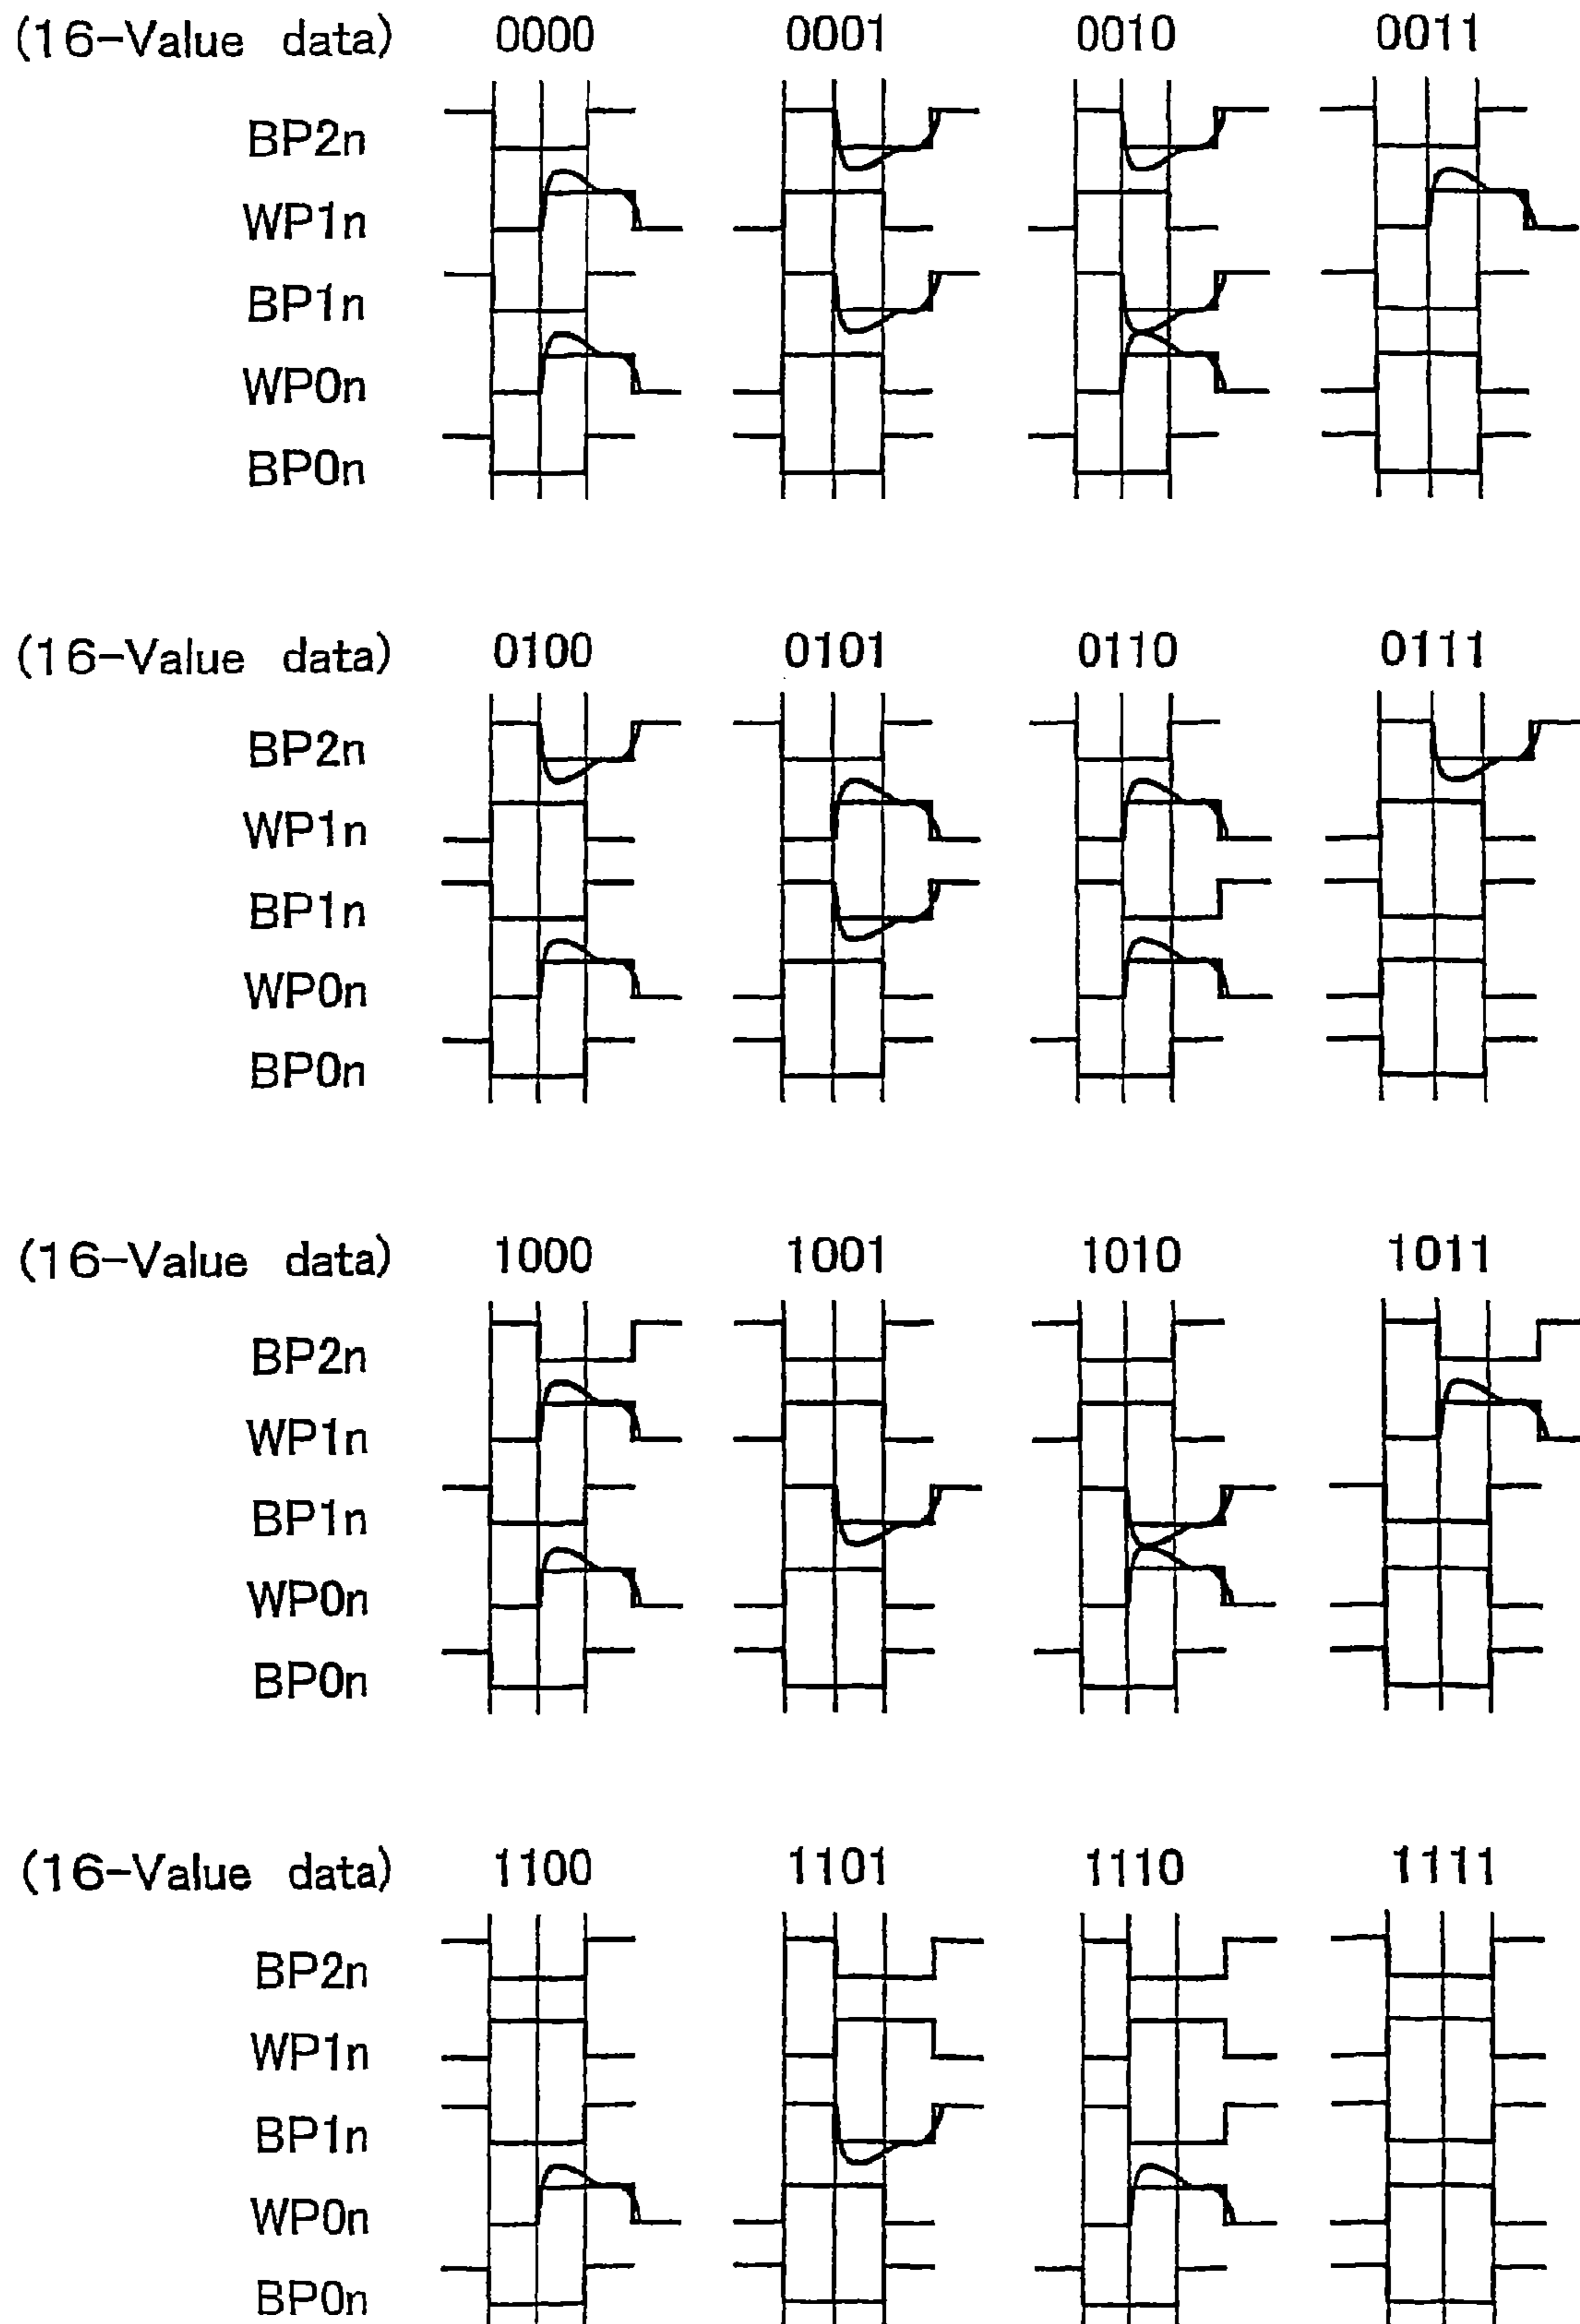 (16-Value data) 0000 0001 0010 0011
BP2n
WP1n
BP1n
WP0n
BP0n
(16-Value data) 0100 0101 0110 0111
BP2n
WP1n
BP1n
WP0n
BP0n
(16-Value data) 1000 1001 1010 1011
BP2n
WP1n
BP1n
WP0n
BP0n
(16-Value data) 1100 1101 1110 1111
BP2n
WP1n
BP1n
WP0n
BP0n